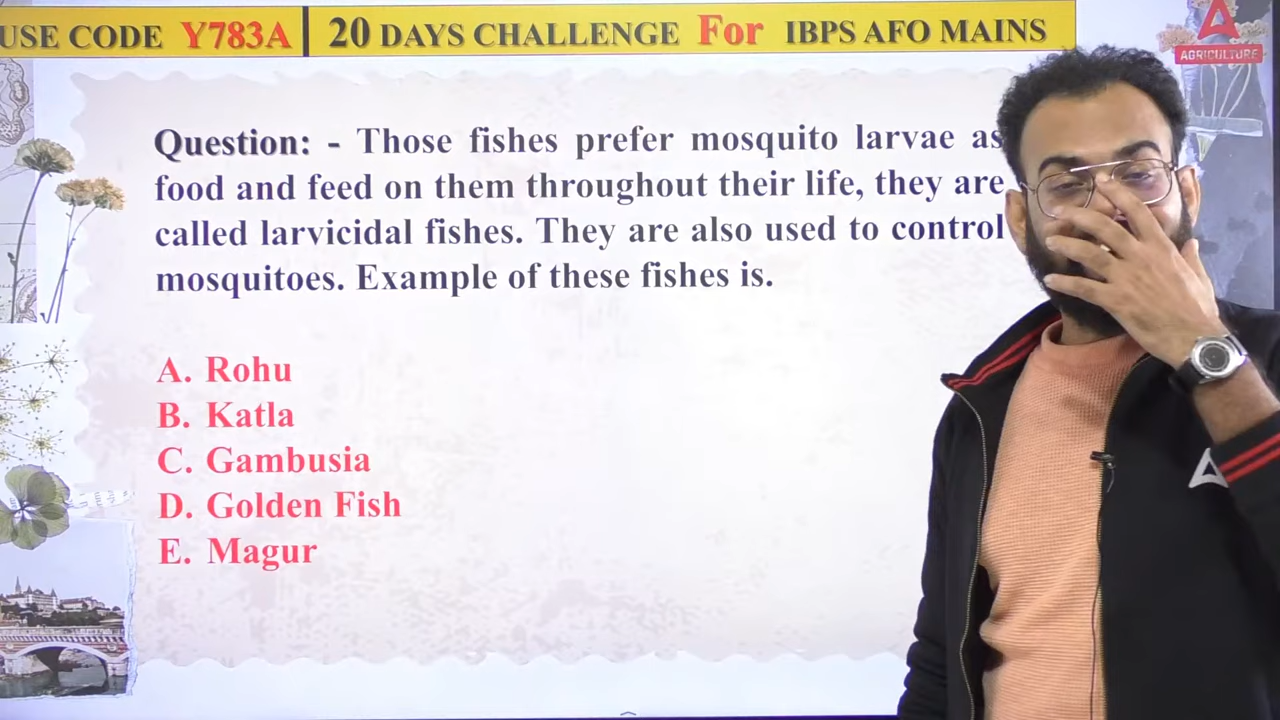 USE CODE Y783A | 20 DAYS CHALLENGE For IBPS AFO MAINS
AGRICULTURE
Question: - Those fishes prefer mosquito larvae as
food and feed on them throughout their life, they are
called larvicidal fishes. They are also used to control
mosquitoes. Example of these fishes is.
A. Rohu
B. Katla
C. Gambusia
D. Golden Fish
E. Magur